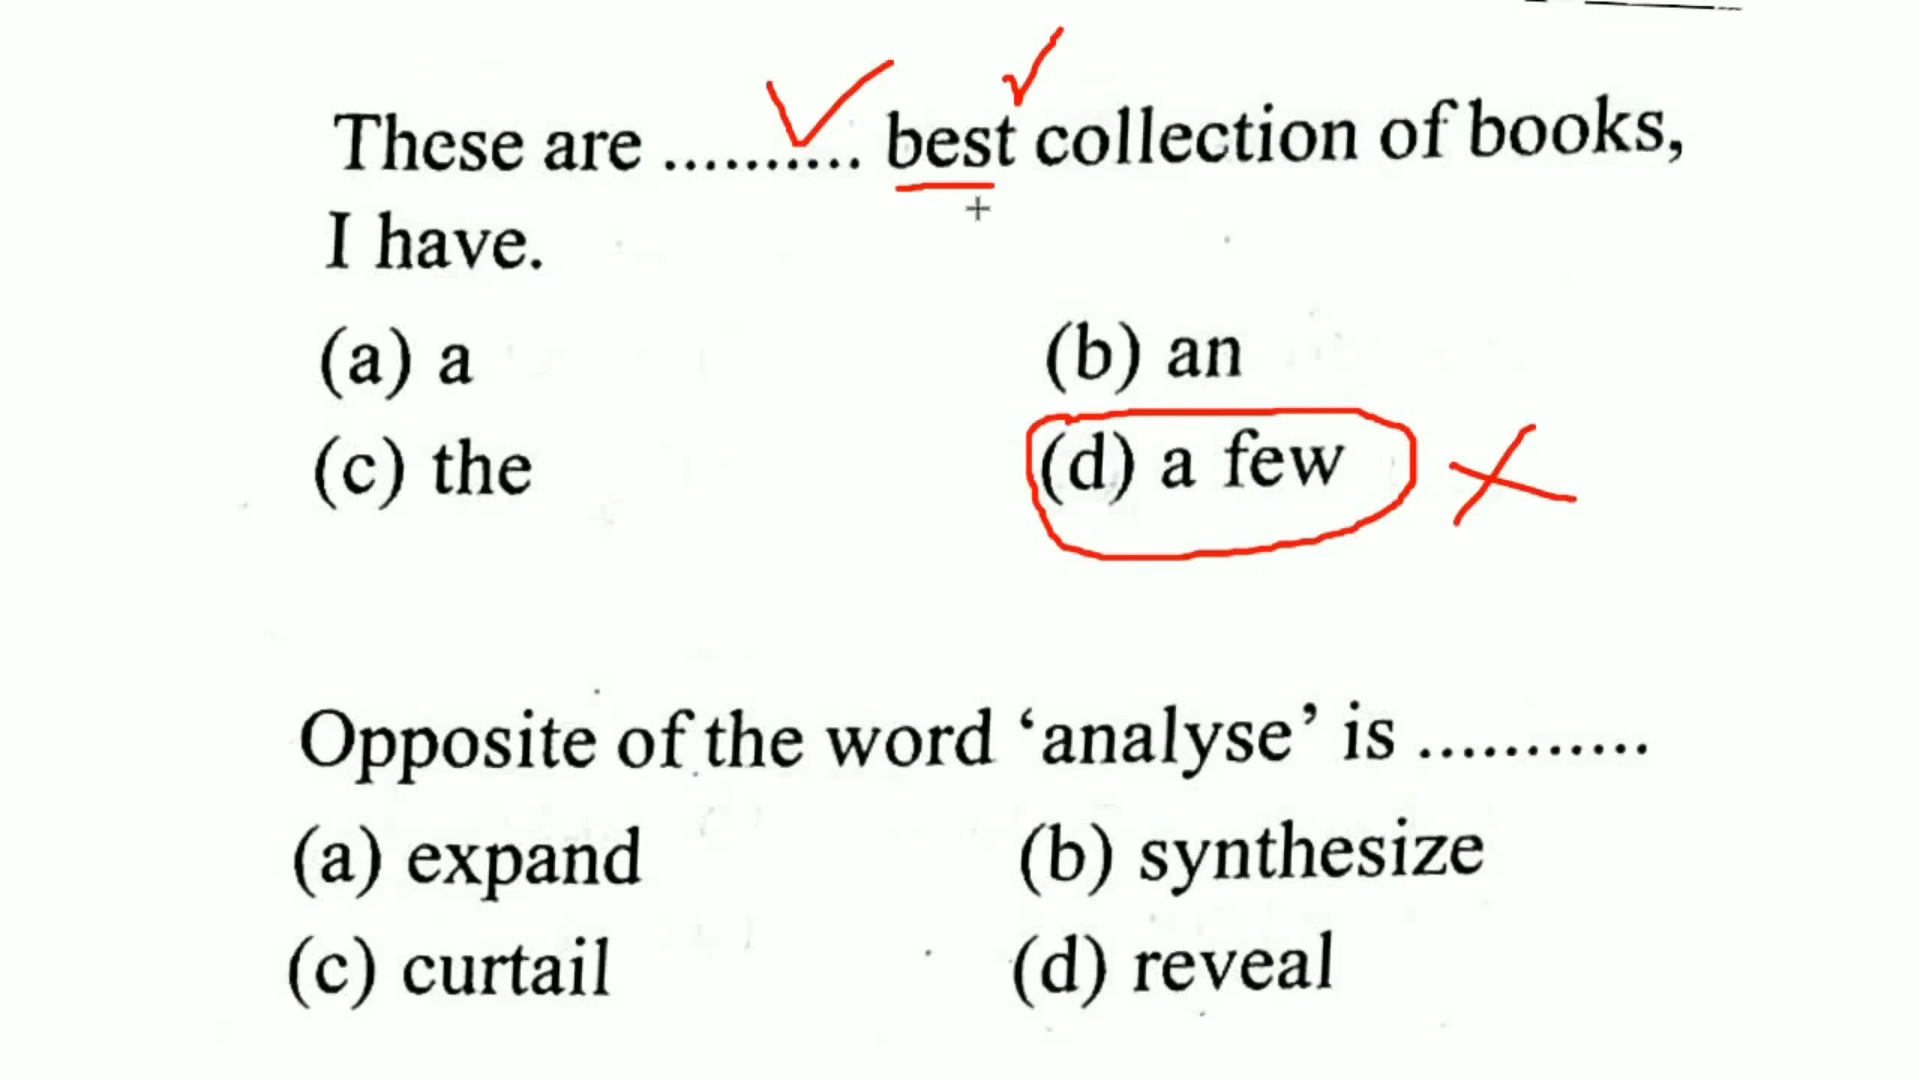 These are .......... best collection of books,
I have.
(a) a
(b) an
(c) the
(d) a few
Opposite of the word ‘analyse’ is ...........
(a) expand
(b) synthesize
(c) curtail
(d) reveal